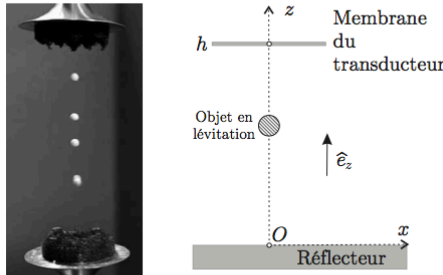 z
Membrane
du
transducteur
h
Objet en
lévitation
ê_z
O
x
Réflecteur